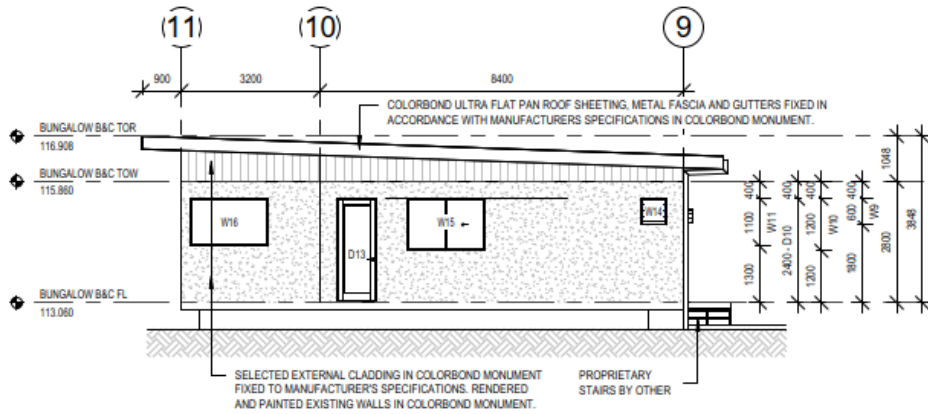 (11)
(10)
9
900
3200
8400
COLORBOND ULTRA FLAT PAN ROOF SHEETING, METAL FASCIA AND GUTTERS FIXED IN
ACCORDANCE WITH MANUFACTURERS SPECIFICATIONS IN COLORBOND MONUMENT.
BUNGALOW B&C TOR
116.908
BUNGALOW B&C TOW
115.860
BUNGALOW B&C FL
113.060
W16
D13
W15
W14
400
1100
1300
W11
400
2400 - D10
400
1200
1200
W10
400
600
1800
W9
1048
2800
3848
SELECTED EXTERNAL CLADDING IN COLORBOND MONUMENT
FIXED TO MANUFACTURER'S SPECIFICATIONS. RENDERED
AND PAINTED EXISTING WALLS IN COLORBOND MONUMENT.
PROPRIETARY
STAIRS BY OTHER